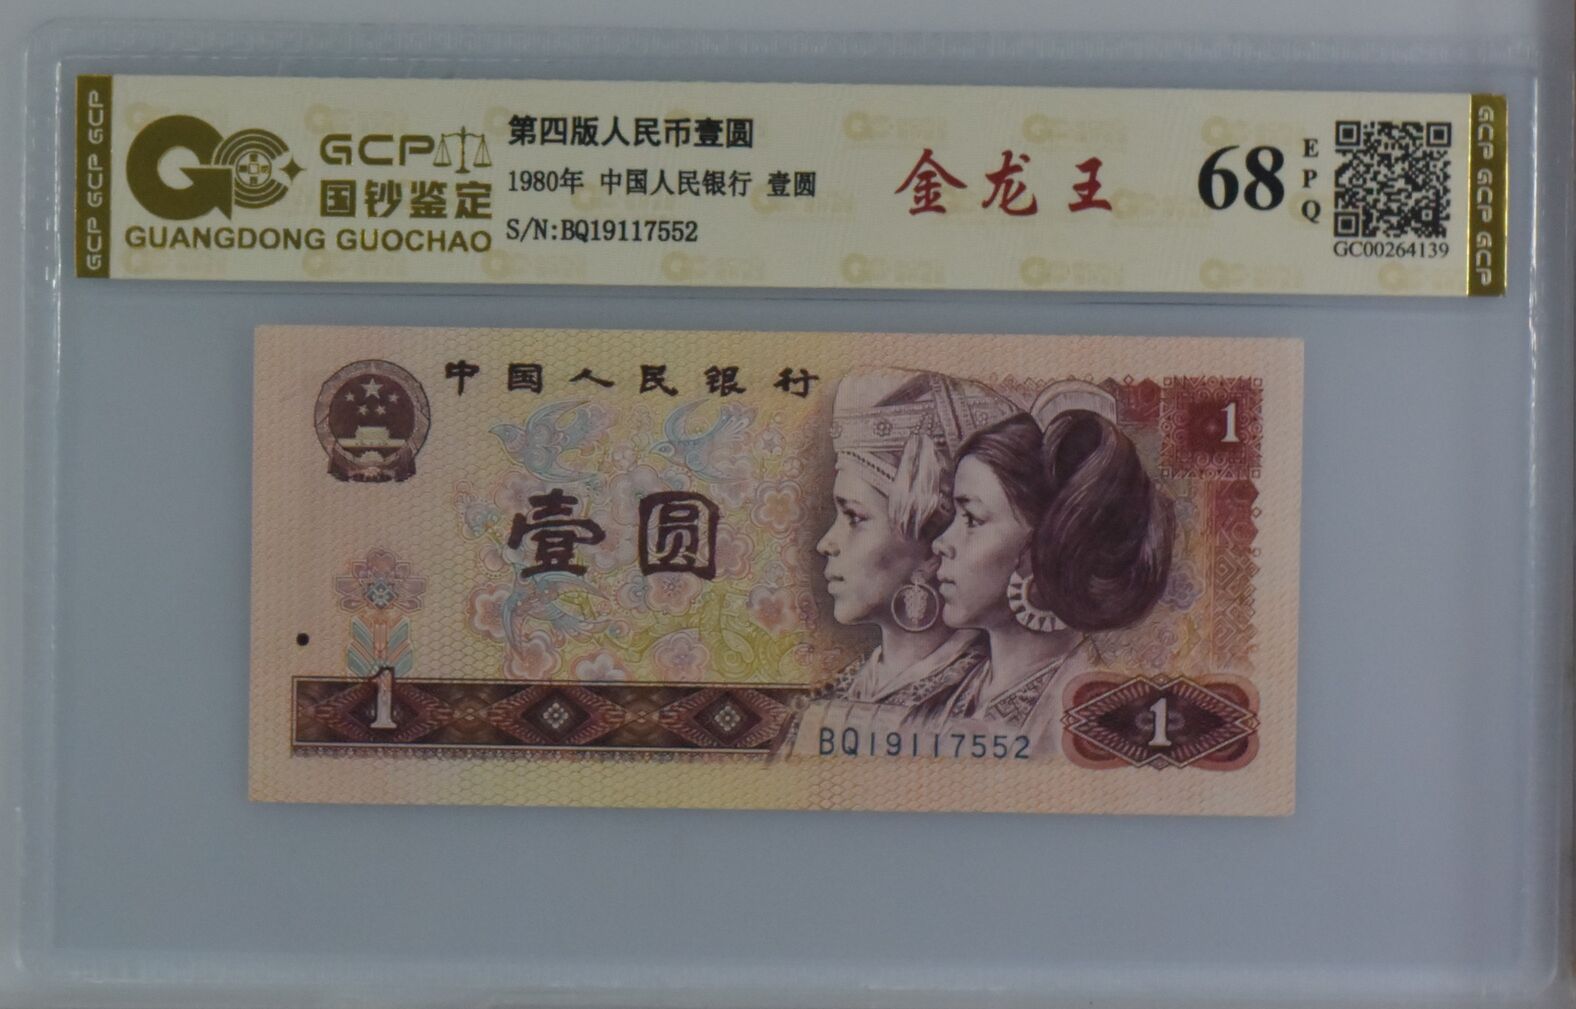 GCP GCP GCP
GCP
国钞鉴定
GUANGDONG GUOCHAO
第四版人民币壹圆
1980年 中国人民银行 壹圆
S/N:BQ19117552
金龙王
68
EPQ
GC00264139
GCP GCP GCP
中国人民银行
1
壹圆
1
BQ19117552
1